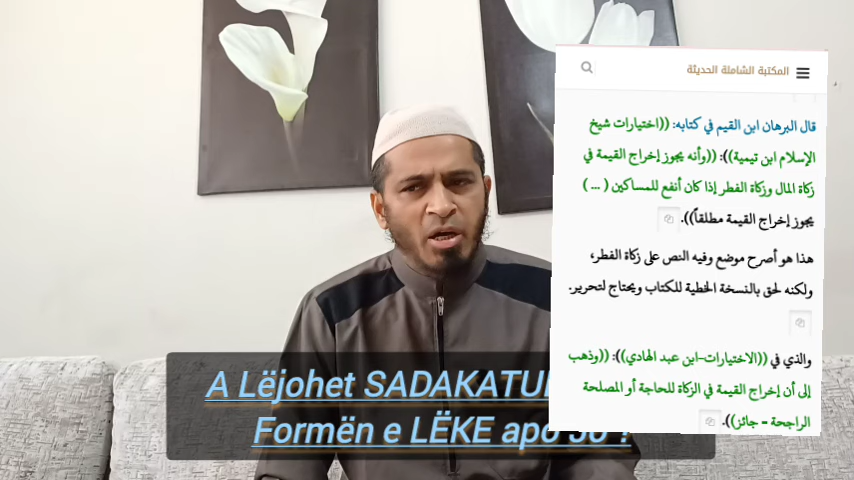 المكتبة الشاملة الحديثة
قال البرهان ابن القيم في كتابه: ((اختيارات شيخ
الإسلام ابن تيمية)): ((وأنه يجوز إخراج القيمة في
زكاة المال وزكاة الفطر إذا كان أنفع للمساكين ( ... )
يجوز إخراج القيمة مطلقاً)).
هذا هو أصرح موضع وفيه النص على زكاة الفطر،
ولكنه لحق بالنسخة الخطية للكتاب ويحتاج لتحرير.
والذي في ((الاختيارات-ابن عبد الهادي)): ((وذهب
إلى أن إخراج القيمة في الزكاة للحاجة أو المصلحة
الراجحة - جائز)).
A Lëjohet
Formën e LËKE apo Jo ?